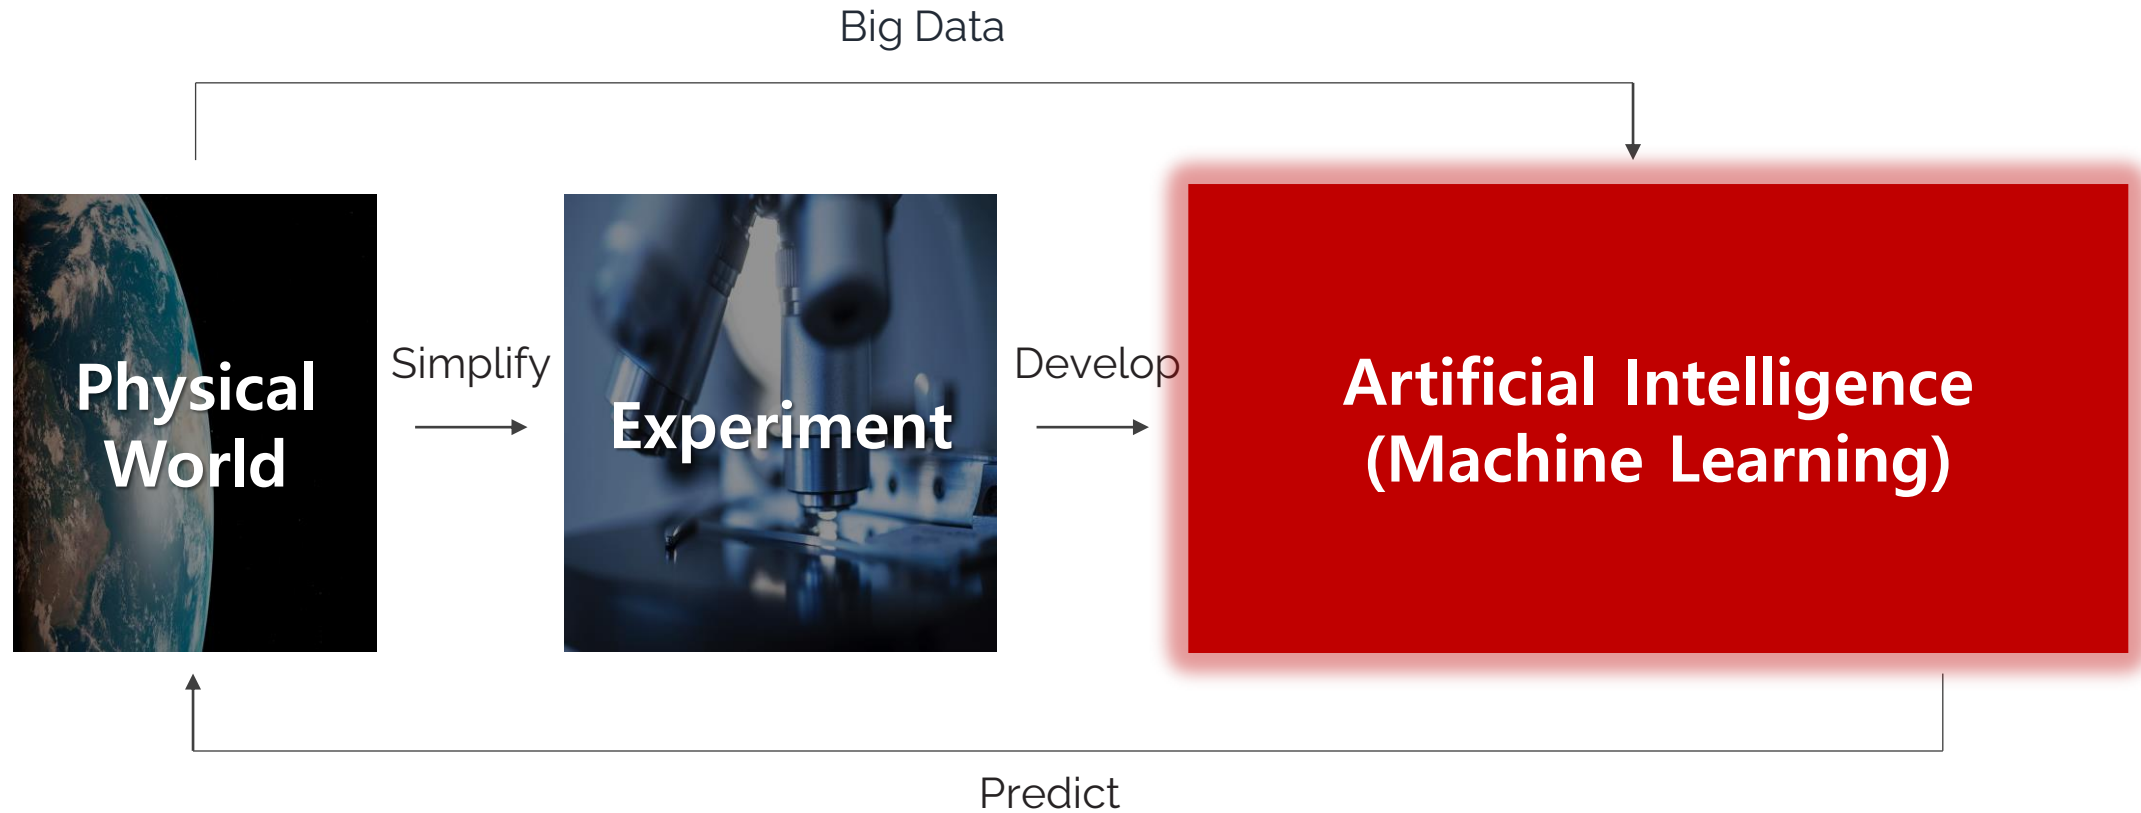 Big Data
Physical
World
Simplify
Experiment
Develop
Artificial Intelligence
(Machine Learning)
Predict